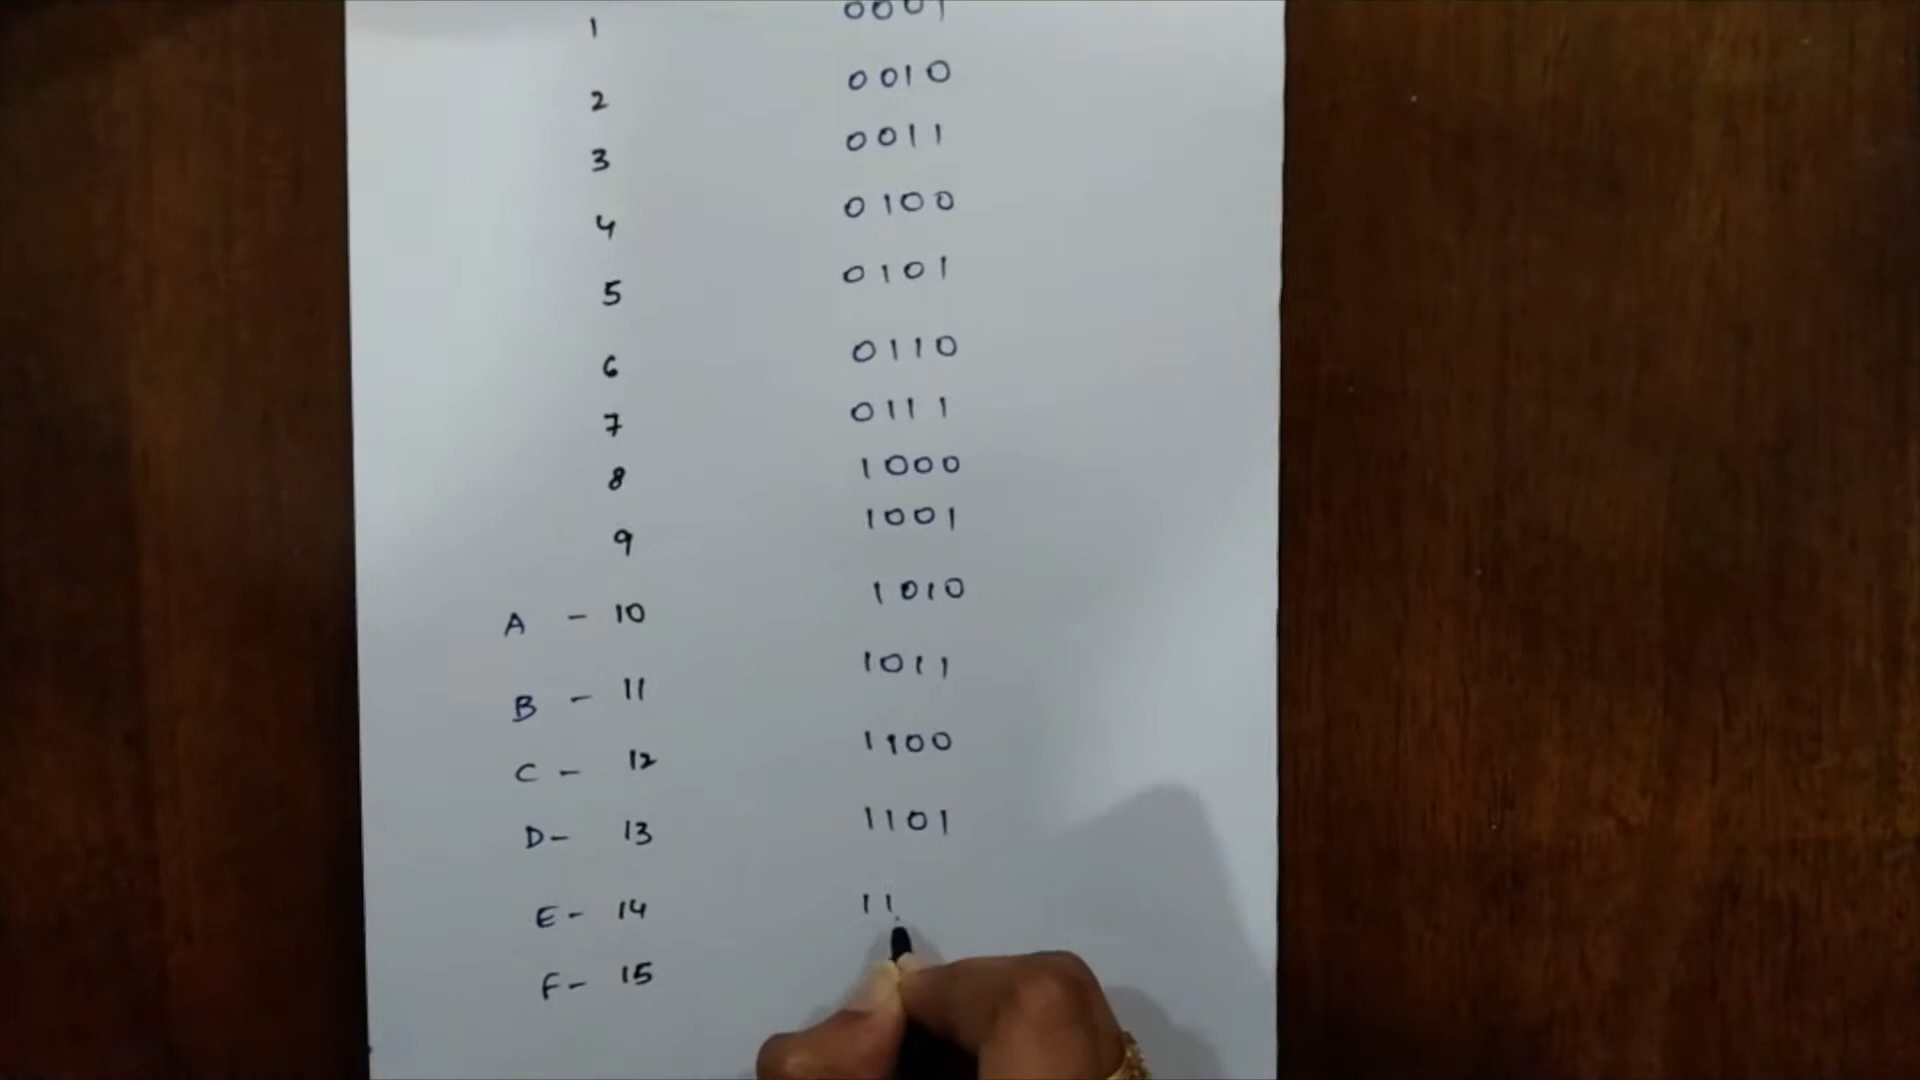 1 0001
2 0010
3 0011
4 0100
5 0101
6 0110
7 0111
8 1000
9 1001
A - 10 1010
B - 11 1011
C - 12 1100
D - 13 1101
E - 14 11
F - 15